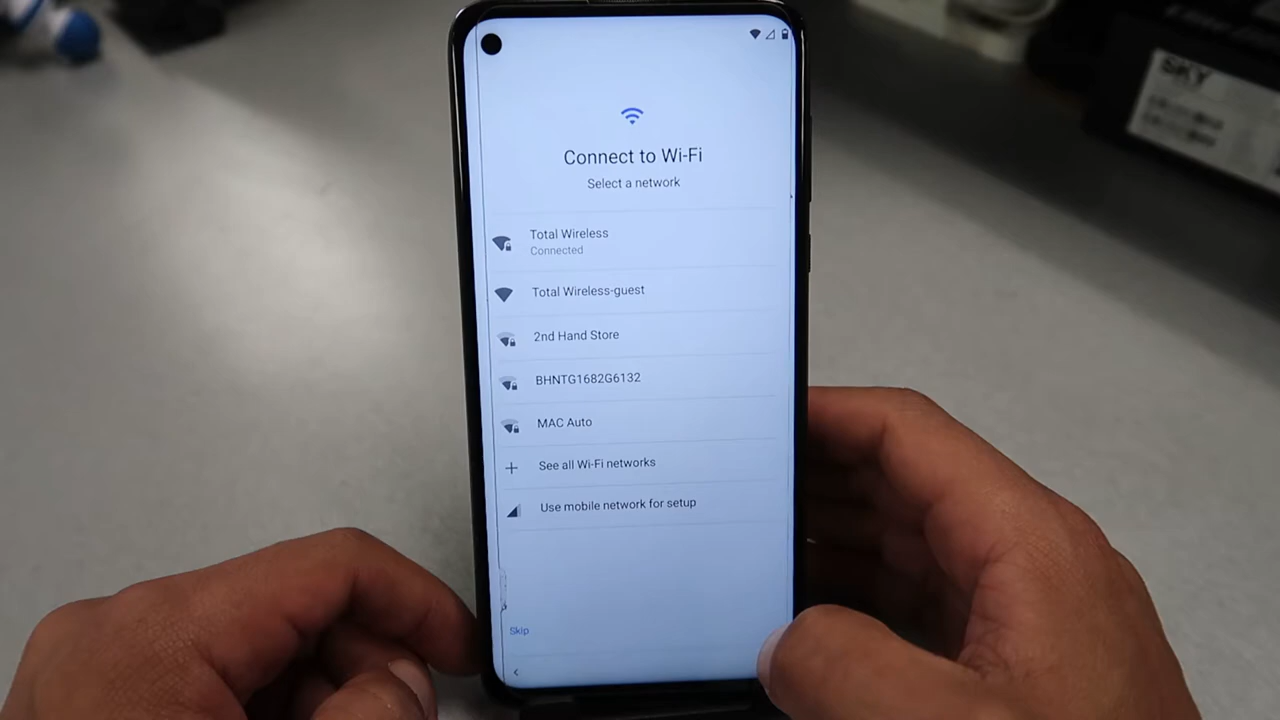 Connect to Wi-Fi
Select a network
Total Wireless
Connected
Total Wireless-guest
2nd Hand Store
BHNTG1682G6132
MAC Auto
See all Wi-Fi networks
Use mobile network for setup
Skip
SKY